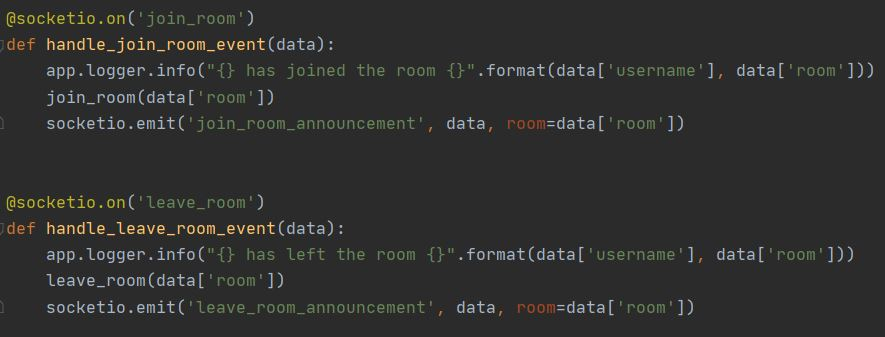 @socketio.on('join_room')
def handle_join_room_event(data):
    app.logger.info("{} has joined the room {}".format(data['username'], data['room']))
    join_room(data['room'])
    socketio.emit('join_room_announcement', data, room=data['room'])
@socketio.on('leave_room')
def handle_leave_room_event(data):
    app.logger.info("{} has left the room {}".format(data['username'], data['room']))
    leave_room(data['room'])
    socketio.emit('leave_room_announcement', data, room=data['room'])